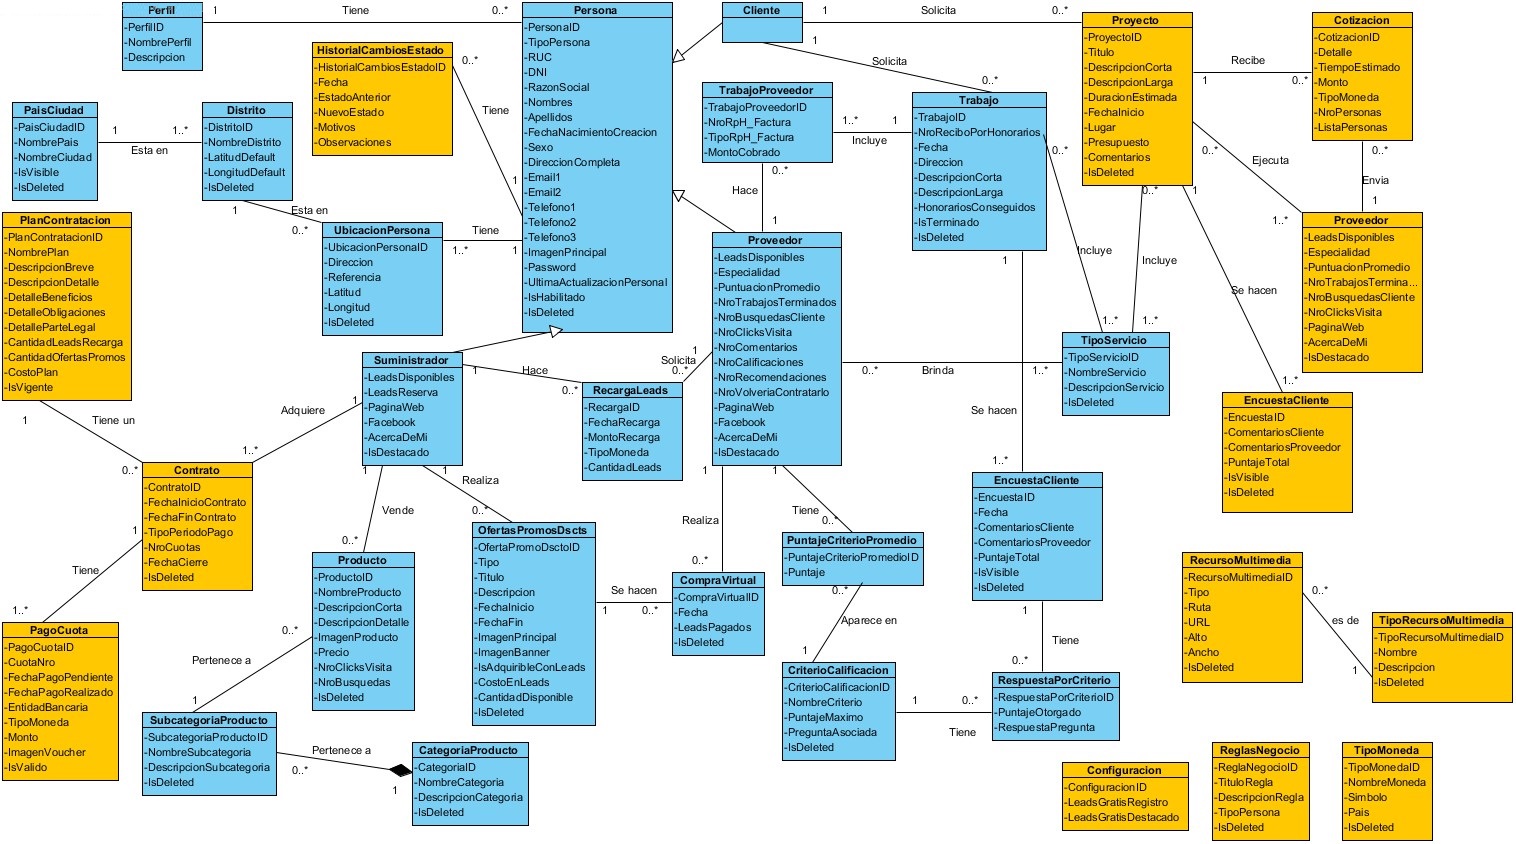 Perfil
-PerfilID
-NombrePerfil
-Descripcion
1
Tiene
0..*
Persona
-PersonaID
-TipoPersona
-RUC
-DNI
-RazonSocial
-Nombres
-Apellidos
-FechaNacimientoCreacion
-Sexo
-DireccionCompleta
-Email1
-Email2
-Telefono1
-Telefono2
-Telefono3
-ImagenPrincipal
-Password
-UltimaActualizacionPersonal
-IsHabilitado
-IsDeleted
Cliente
1
Solicita
0..*
1
Solicita
0..*
Proyecto
-ProyectoID
-Titulo
-DescripcionCorta
-DescripcionLarga
-DuracionEstimada
-FechaInicio
-Lugar
-Presupuesto
-Comentarios
-IsDeleted
Recibe
1
0..*
Cotizacion
-CotizacionID
-Detalle
-TiempoEstimado
-Monto
-TipoMoneda
-NroPersonas
-ListaPersonas
0..*
Envia
1
0..*
Ejecuta
1..*
HistorialCambiosEstado
-HistorialCambiosEstadoID
-Fecha
-EstadoAnterior
-NuevoEstado
-Motivos
-Observaciones
0..*
Tiene
1
PaisCiudad
-PaisCiudadID
-NombrePais
-NombreCiudad
-IsVisible
-IsDeleted
1
1..*
Esta en
Distrito
-DistritoID
-NombreDistrito
-LatitudDefault
-LongitudDefault
-IsDeleted
1
Esta en
0..*
UbicacionPersona
-UbicacionPersonaID
-Direccion
-Referencia
-Latitud
-Longitud
-IsDeleted
Tiene
1..*
1
TrabajoProveedor
-TrabajoProveedorID
-NroRpH_Factura
-TipoRpH_Factura
-MontoCobrado
1..*
1
Incluye
0..*
Hace
1
Trabajo
-TrabajoID
-NroReciboPorHonorarios
-Fecha
-Direccion
-DescripcionCorta
-DescripcionLarga
-HonorariosConseguidos
-IsTerminado
-IsDeleted
0..*
Incluye
1..*
0..*
Incluye
1..*
1
Se hacen
1..*
1
Se hacen
1..*
PlanContratacion
-PlanContratacionID
-NombrePlan
-DescripcionBreve
-DescripcionDetalle
-DetalleBeneficios
-DetalleObligaciones
-DetalleParteLegal
-CantidadLeadsRecarga
-CantidadOfertasPromos
-CostoPlan
-IsVigente
1
Tiene un
0..*
Proveedor
-LeadsDisponibles
-Especialidad
-PuntuacionPromedio
-NroTrabajosTerminados
-NroBusquedasCliente
-NroClicksVisita
-NroComentarios
-NroCalificaciones
-NroRecomendaciones
-NroVolveriaContratarlo
-PaginaWeb
-Facebook
-AcercaDeMi
-IsDestacado
Proveedor
-LeadsDisponibles
-Especialidad
-PuntuacionPromedio
-NroTrabajosTermina...
-NroBusquedasCliente
-NroClicksVisita
-PaginaWeb
-AcercaDeMi
-IsDestacado
0..*
Brinda
1..*
TipoServicio
-TipoServicioID
-NombreServicio
-DescripcionServicio
-IsDeleted
Suministrador
-LeadsDisponibles
-LeadsReserva
-PaginaWeb
-Facebook
-AcercaDeMi
-IsDestacado
1
Hace
0..*
1
Solicita
0..*
RecargaLeads
-RecargaID
-FechaRecarga
-MontoRecarga
-TipoMoneda
-CantidadLeads
1
Adquiere
1..*
EncuestaCliente
-EncuestaID
-ComentariosCliente
-ComentariosProveedor
-PuntajeTotal
-IsVisible
-IsDeleted
Contrato
-ContratoID
-FechaInicioContrato
-FechaFinContrato
-TipoPeriodoPago
-NroCuotas
-FechaCierre
-IsDeleted
1
Tiene
1..*
1
Vende
0..*
1
Realiza
0..*
1
Realiza
0..*
1
Tiene
0..*
EncuestaCliente
-EncuestaID
-Fecha
-ComentariosCliente
-ComentariosProveedor
-PuntajeTotal
-IsVisible
-IsDeleted
1
Tiene
0..*
OfertasPromosDscts
-OfertaPromoDsctoID
-Tipo
-Titulo
-Descripcion
-FechaInicio
-FechaFin
-ImagenPrincipal
-ImagenBanner
-IsAdquiribleConLeads
-CostoEnLeads
-CantidadDisponible
-IsDeleted
Se hacen
1
0..*
CompraVirtual
-CompraVirtualID
-Fecha
-LeadsPagados
-IsDeleted
PuntajeCriterioPromedio
-PuntajeCriterioPromedioID
-Puntaje
0..*
Aparece en
1
Producto
-ProductoID
-NombreProducto
-DescripcionCorta
-DescripcionDetalle
-ImagenProducto
-Precio
-NroClicksVisita
-NroBusquedas
-IsDeleted
0..*
Pertenece a
1
RecursoMultimedia
-RecursoMultimediaID
-Tipo
-Ruta
-URL
-Alto
-Ancho
-IsDeleted
0..*
es de
1
TipoRecursoMultimedia
-TipoRecursoMultimediaID
-Nombre
-Descripcion
-IsDeleted
PagoCuota
-PagoCuotaID
-CuotaNro
-FechaPagoPendiente
-FechaPagoRealizado
-EntidadBancaria
-TipoMoneda
-Monto
-ImagenVoucher
-IsValido
CriterioCalificacion
-CriterioCalificacionID
-NombreCriterio
-PuntajeMaximo
-PreguntaAsociada
-IsDeleted
1
0..*
Tiene
RespuestaPorCriterio
-RespuestaPorCriterioID
-PuntajeOtorgado
-RespuestaPregunta
SubcategoriaProducto
-SubcategoriaProductoID
-NombreSubcategoria
-DescripcionSubcategoria
-IsDeleted
Pertenece a
0..*
1
CategoriaProducto
-CategoriaID
-NombreCategoria
-DescripcionCategoria
-IsDeleted
Configuracion
-ConfiguracionID
-LeadsGratisRegistro
-LeadsGratisDestacado
ReglasNegocio
-ReglaNegocioID
-TituloRegla
-DescripcionRegla
-TipoPersona
-IsDeleted
TipoMoneda
-TipoMonedaID
-NombreMoneda
-Simbolo
-Pais
-IsDeleted